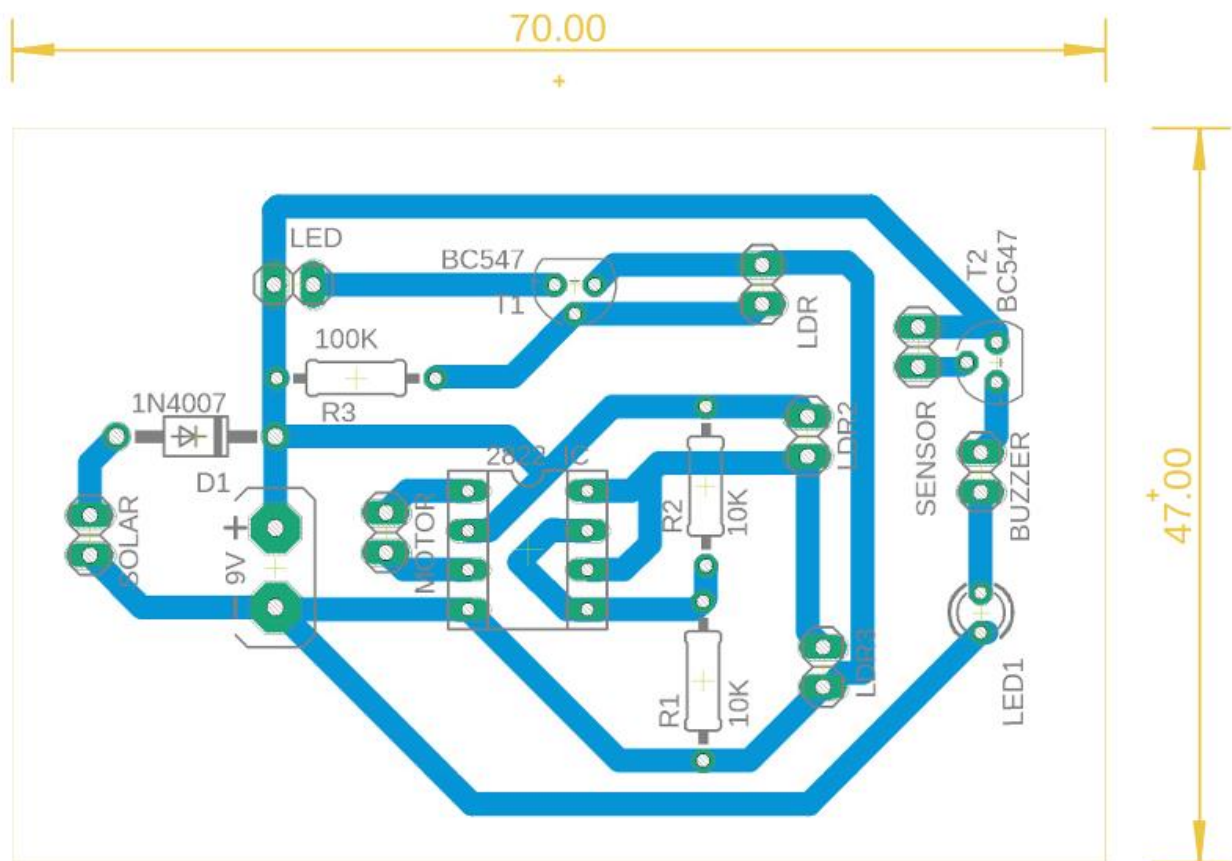 70.00
LED
BC547
T1
T2
BC547
LDR
100K
R3
1N4007
D1
2822 IC
LDR2
SENSOR
BUZZER
SOLAR
+
9V
MOTOR
R2
10K
47.00
R1
10K
LDR3
LED1